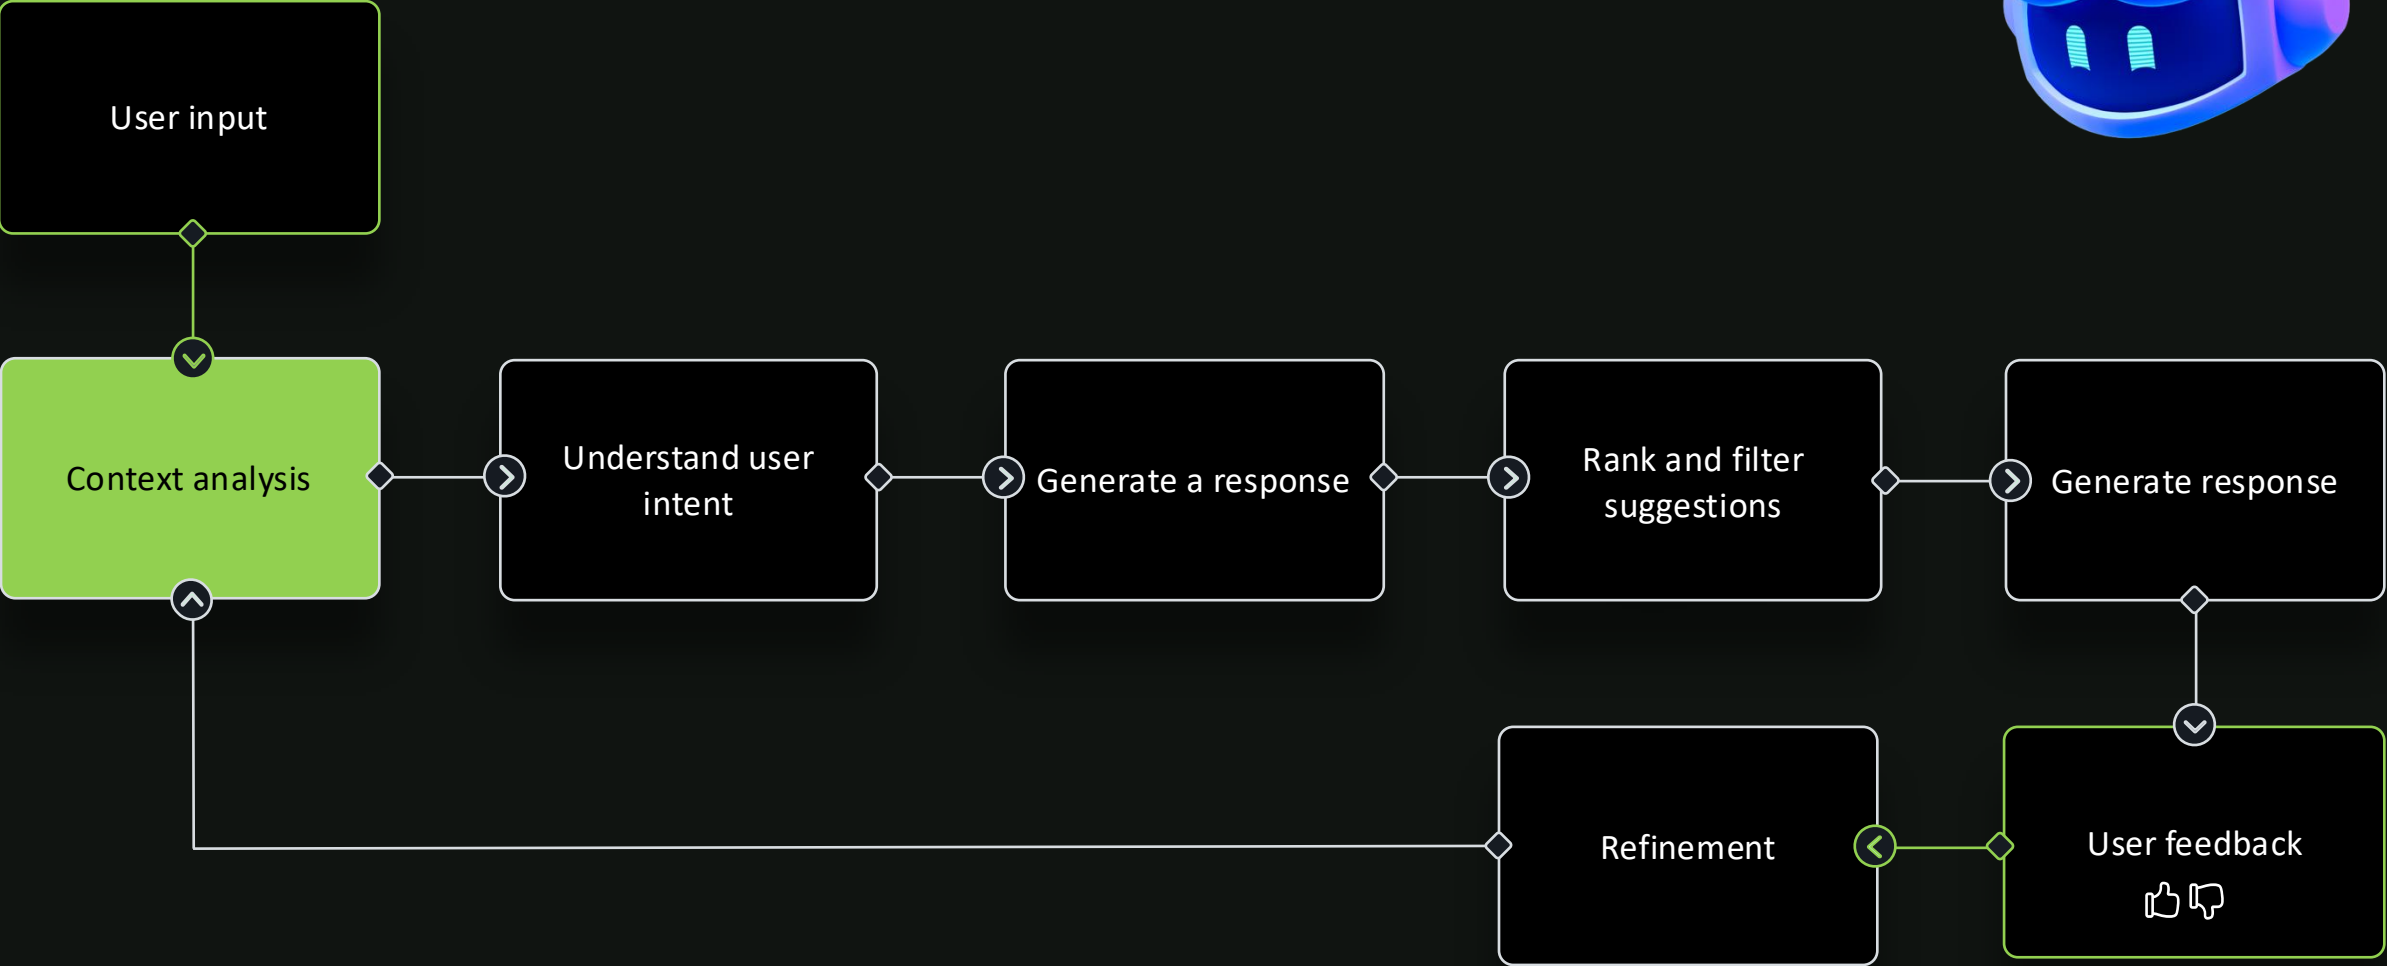 User input
Context analysis
Understand user
intent
Generate a response
Rank and filter
suggestions
Generate response
Refinement
User feedback